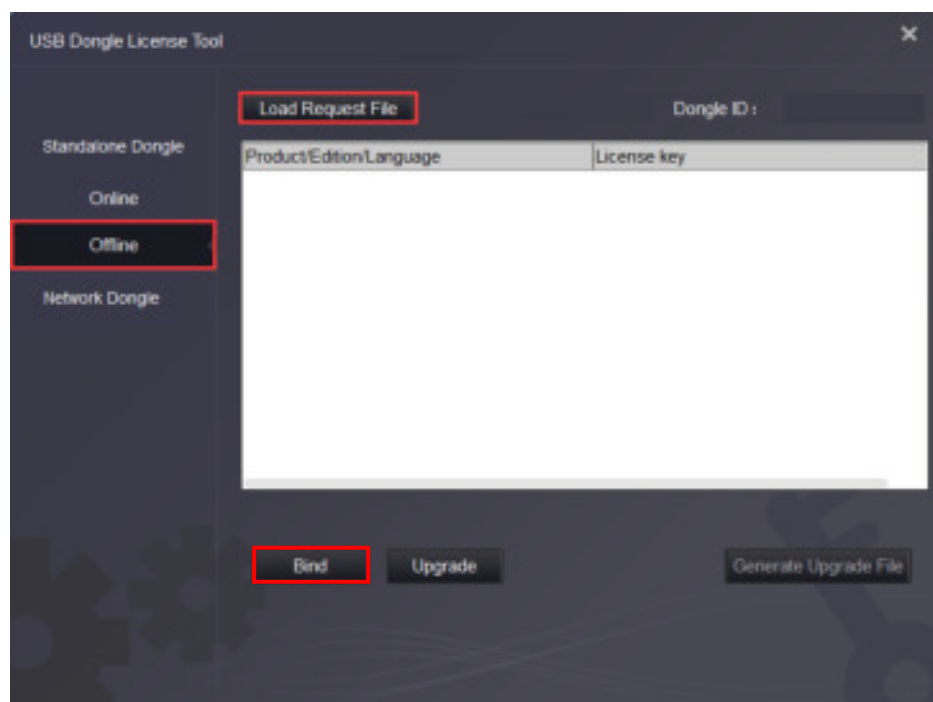 USB Dongle License Tool
Load Request File
Dongle ID :
Standalone Dongle
Product/Edition/Language
License key
Online
Offline
Network Dongle
Bind
Upgrade
Generate Upgrade File